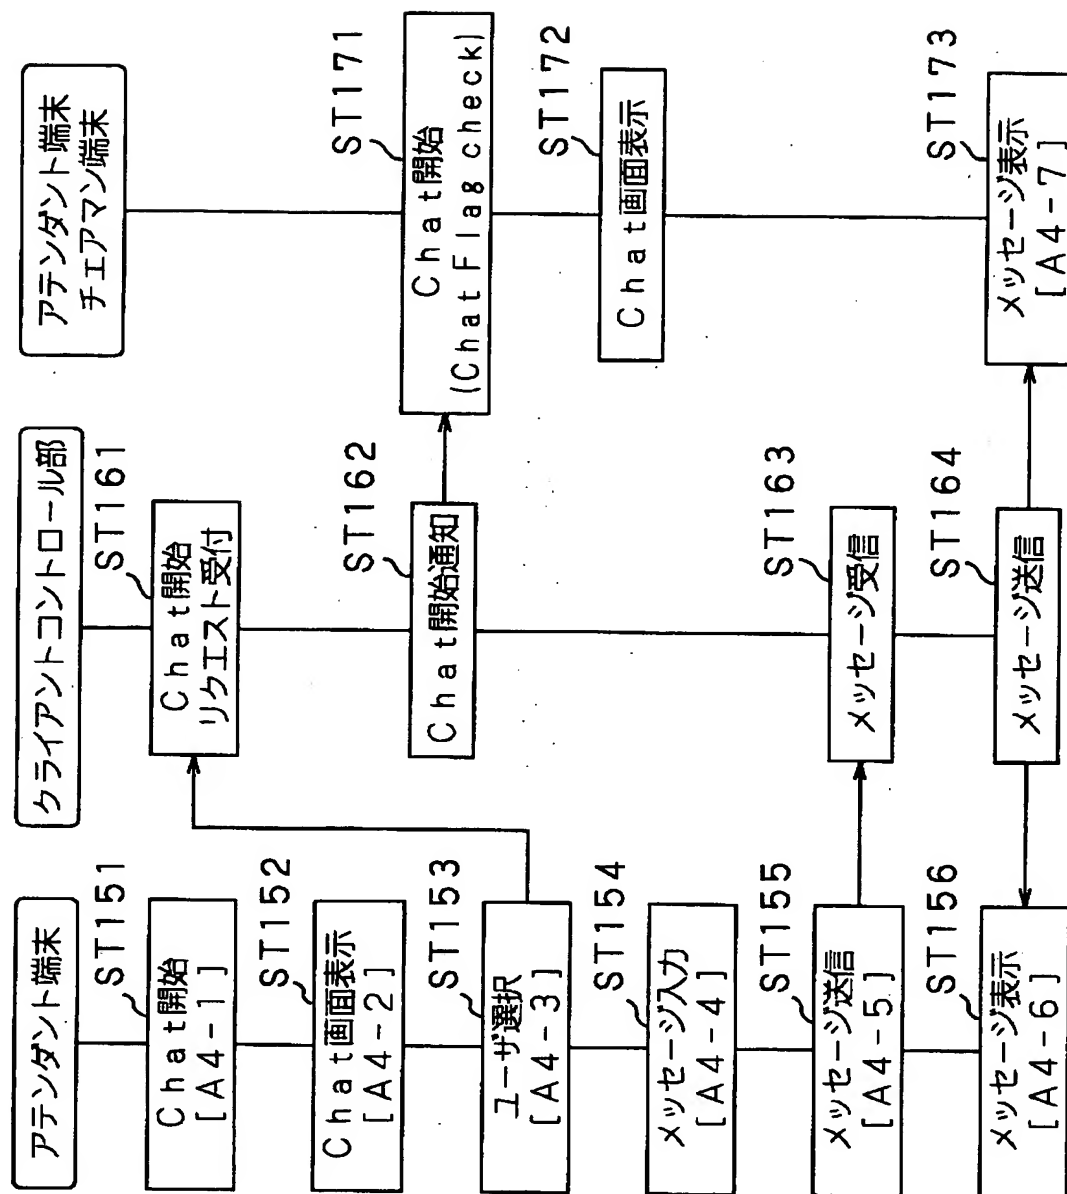 アテンダント端末
ST151
Chat開始
[A4-1]
ST152
Chat画面表示
[A4-2]
ST153
ユーザ選択
[A4-3]
ST154
メッセージ入力
[A4-4]
ST155
メッセージ送信
[A4-5]
ST156
メッセージ表示
[A4-6]
クライアントコントロール部
ST161
Chat開始
リクエスト受付
ST162
Chat開始通知
ST163
メッセージ受信
ST164
メッセージ送信
アテンダント端末
チェアマン端末
ST171
Chat開始
(Chat Flag check)
ST172
Chat画面表示
ST173
メッセージ表示
[A4-7]